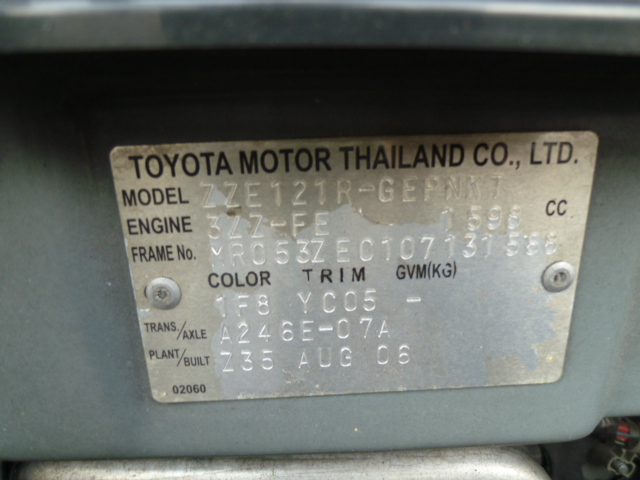 TOYOTA MOTOR THAILAND CO., LTD.
MODEL ZZE121R-GEPNKT
ENGINE 3ZZ-FE 1598 CC
FRAME No.
COLOR TRIM GVM(KG)
1F8 YC05 -
TRANS./AXLE A246E-07A
PLANT/BUILT Z35 AUG 06
02060